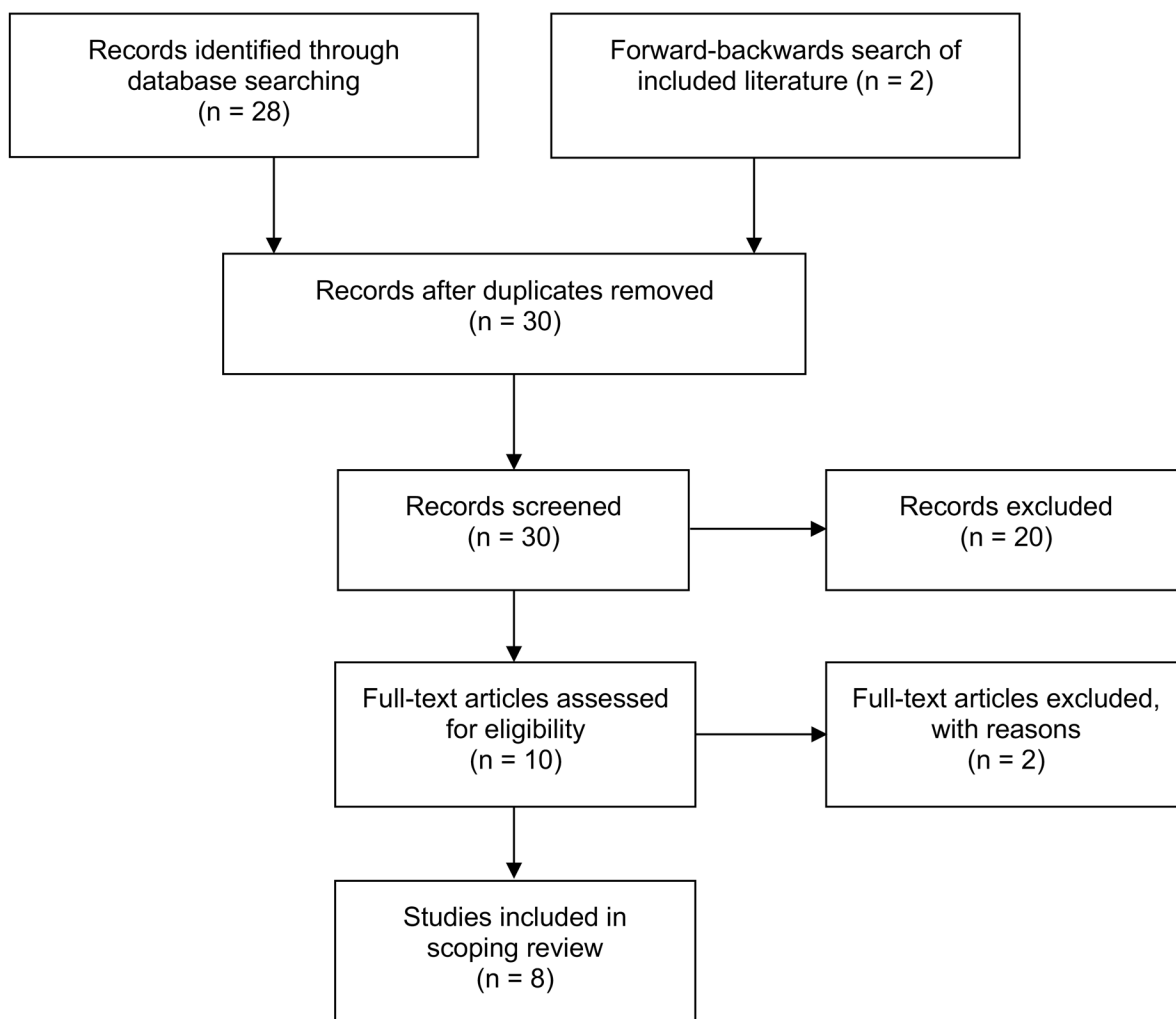 Records identified through
database searching
(n = 28)
Forward-backwards search of
included literature (n = 2)
Records after duplicates removed
(n = 30)
Records screened
(n = 30)
Records excluded
(n = 20)
Full-text articles assessed
for eligibility
(n = 10)
Full-text articles excluded,
with reasons
(n = 2)
Studies included in
scoping review
(n = 8)